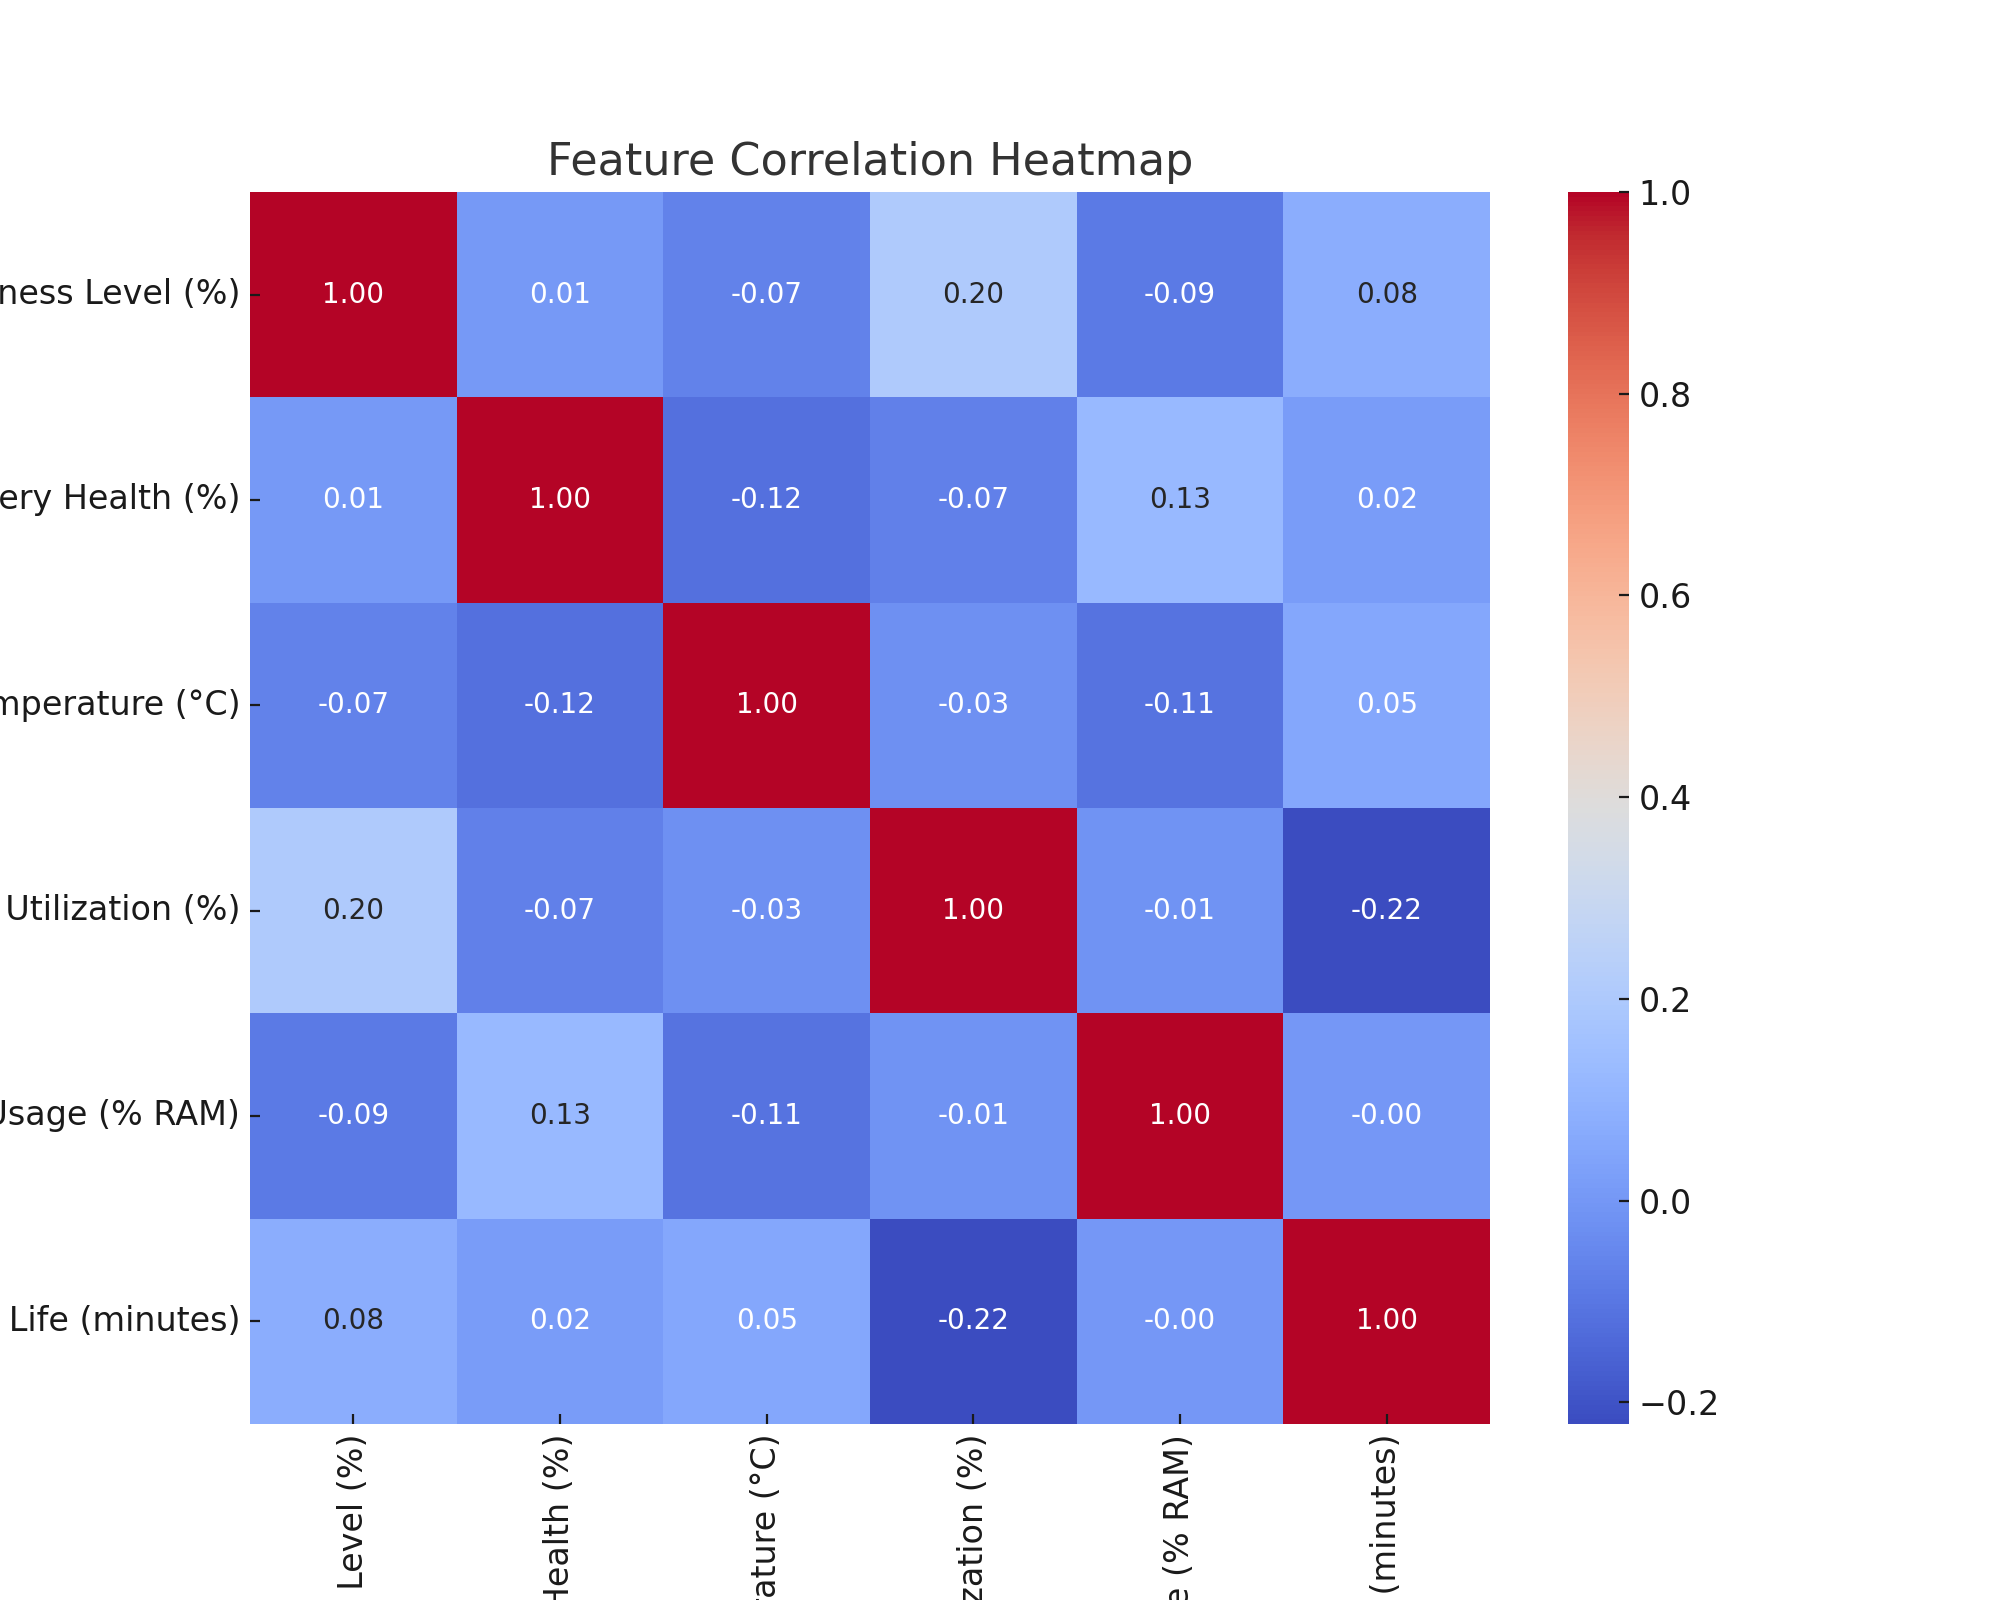 Feature Correlation Heatmap
ness Level (%) 1.00 0.01 -0.07 0.20 -0.09 0.08
ery Health (%) 0.01 1.00 -0.12 -0.07 0.13 0.02
mperature (°C) -0.07 -0.12 1.00 -0.03 -0.11 0.05
Utilization (%) 0.20 -0.07 -0.03 1.00 -0.01 -0.22
Usage (% RAM) -0.09 0.13 -0.11 -0.01 1.00 -0.00
Life (minutes) 0.08 0.02 0.05 -0.22 -0.00 1.00
Level (%)
Health (%)
rature (°C)
zation (%)
e (% RAM)
(minutes)
1.0
0.8
0.6
0.4
0.2
0.0
−0.2